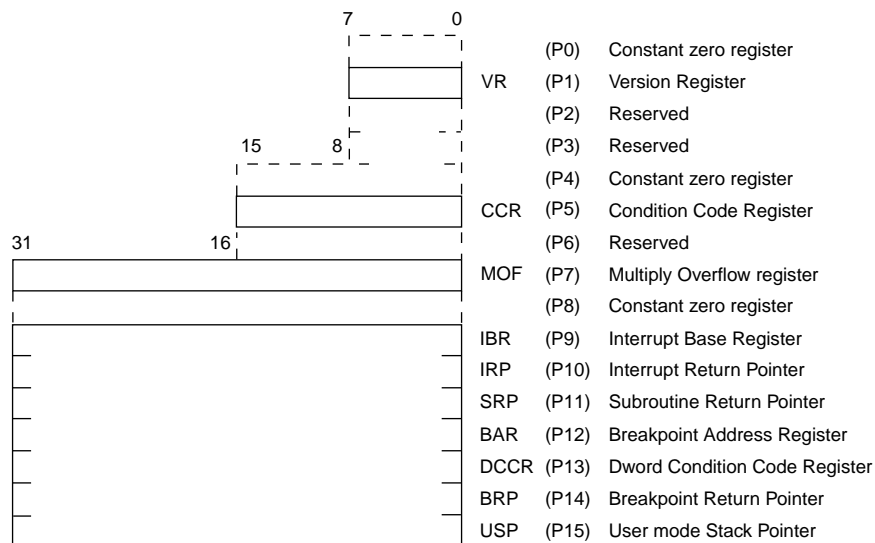 7 0
(P0) Constant zero register
VR (P1) Version Register
(P2) Reserved
15 8 (P3) Reserved
(P4) Constant zero register
CCR (P5) Condition Code Register
31 16 (P6) Reserved
MOF (P7) Multiply Overflow register
(P8) Constant zero register
IBR (P9) Interrupt Base Register
IRP (P10) Interrupt Return Pointer
SRP (P11) Subroutine Return Pointer
BAR (P12) Breakpoint Address Register
DCCR (P13) Dword Condition Code Register
BRP (P14) Breakpoint Return Pointer
USP (P15) User mode Stack Pointer